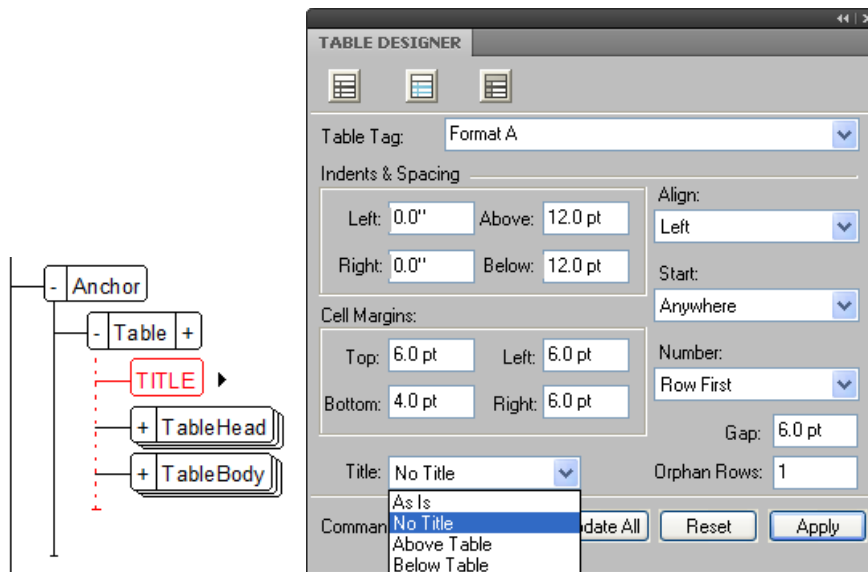 - Anchor
- Table +
TITLE
+ TableHead
+ TableBody
TABLE DESIGNER
Table Tag: Format A
Indents & Spacing
Left: 0.0" Above: 12.0 pt
Right: 0.0" Below: 12.0 pt
Align:
Left
Start:
Anywhere
Cell Margins:
Top: 6.0 pt Left: 6.0 pt
Bottom: 4.0 pt Right: 6.0 pt
Number:
Row First
Gap: 6.0 pt
Title: No Title Orphan Rows: 1
As Is
No Title
Above Table
Below Table
Comman date All Reset Apply